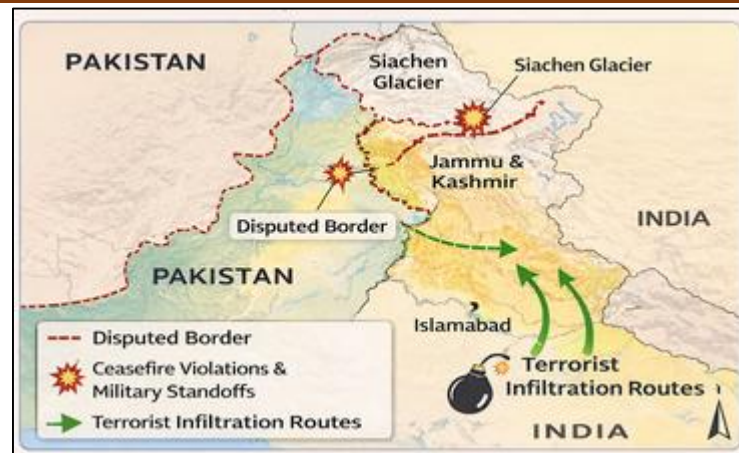 PAKISTAN
Siachen
Glacier
Siachen Glacier
Jammu &
Kashmir
Disputed Border
INDIA
PAKISTAN
Islamabad
Disputed Border
Ceasefire Violations &
Military Standoffs
Terrorist Infiltration Routes
Terrorist
Infiltration Routes
INDIA